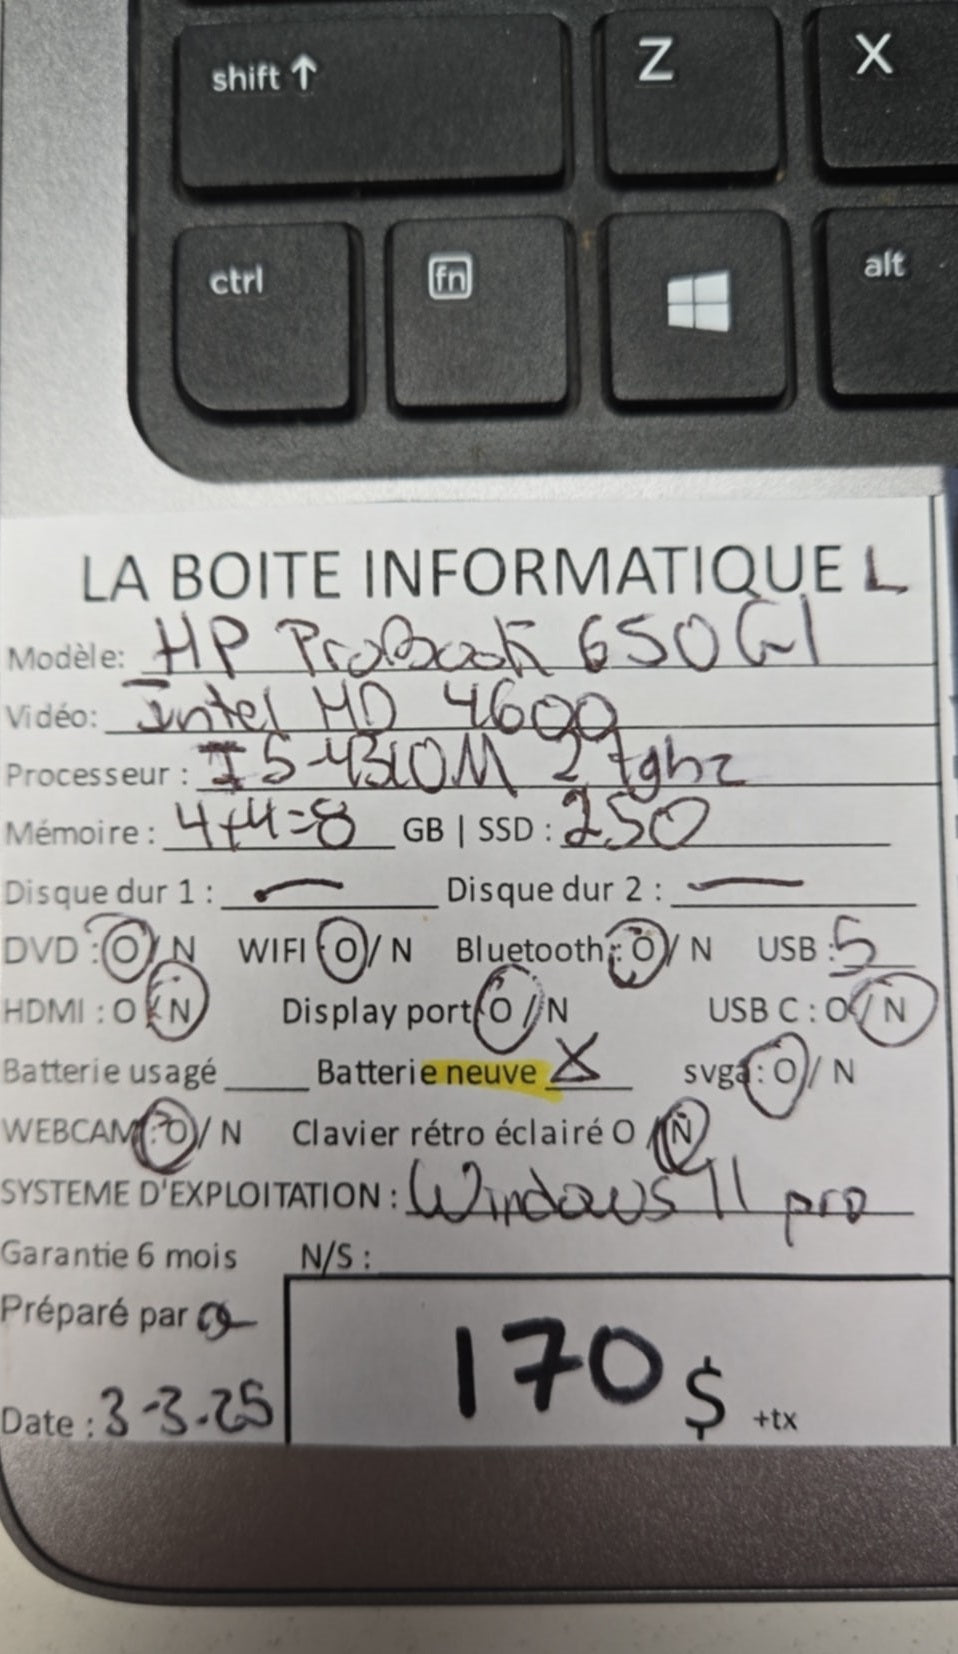 shift ↑ Z X
ctrl fn alt
LA BOITE INFORMATIQUE L
Modèle: HP ProBook 650G1
Vidéo: Intel HD 4600
Processeur : I5-4310M 2.7ghz
Mémoire : 4+4=8 GB | SSD : 250
Disque dur 1 : — Disque dur 2 : —
DVD : O / N WIFI : O / N Bluetooth : O / N USB : 5
HDMI : O / N Display port : O / N USB C : O / N
Batterie usagé ____ Batterie neuve X svga : O / N
WEBCAM : O / N Clavier rétro éclairé O / N
SYSTEME D'EXPLOITATION : Windows 11 pro
Garantie 6 mois N/S :
Préparé par
170 $ +tx
Date : 3-3-25